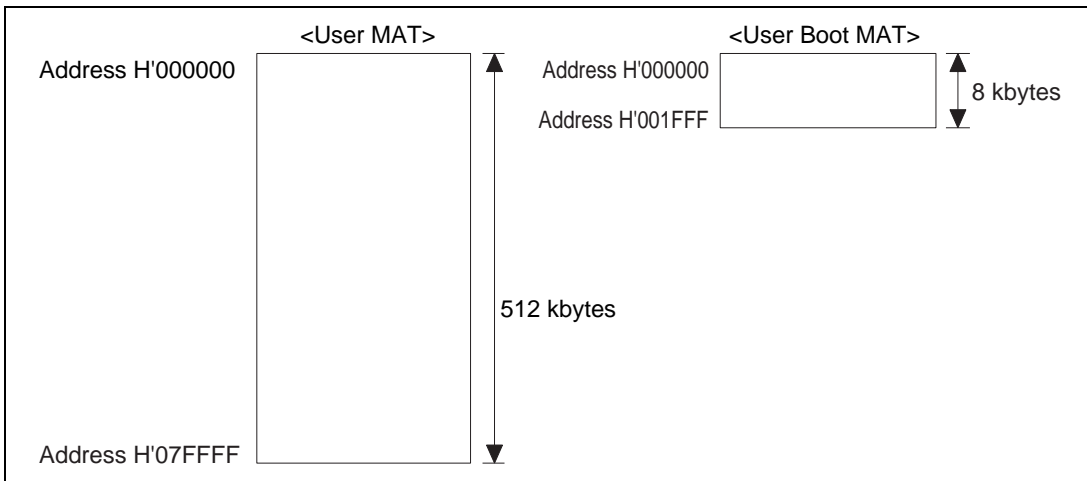 <User MAT>
Address H'000000
512 kbytes
Address H'07FFFF
<User Boot MAT>
Address H'000000
8 kbytes
Address H'001FFF